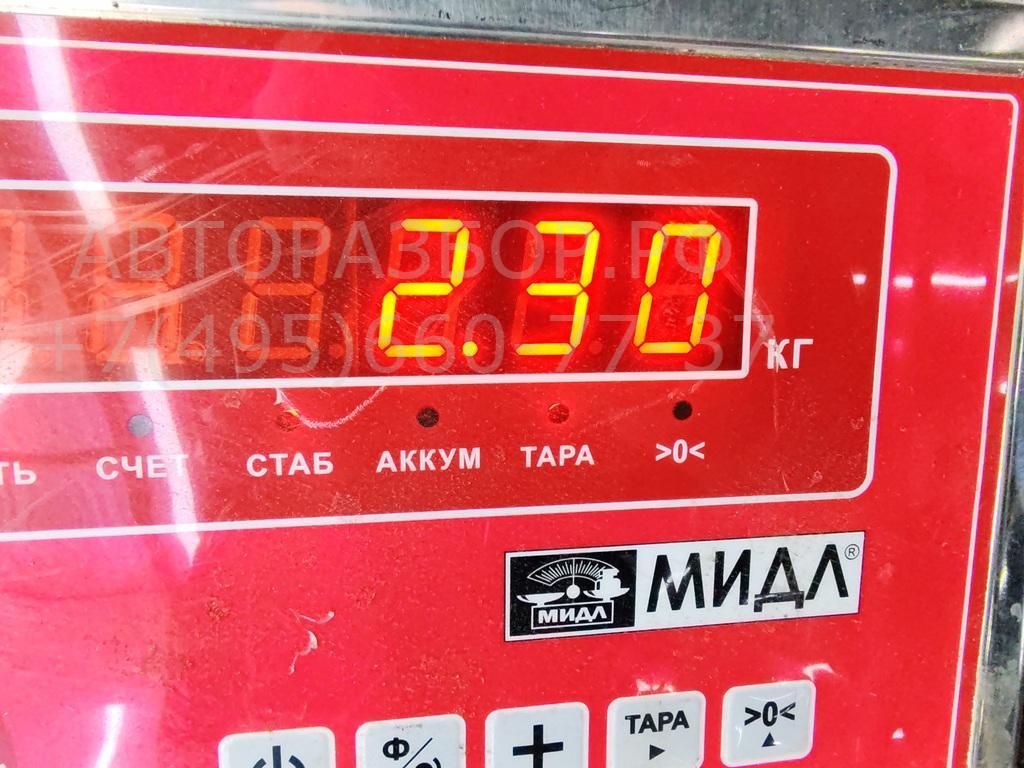 АВТОРАЗБОР.РФ
+7(495)660-77-37
2.30
КГ
ТЬ СЧЕТ СТАБ АККУМ ТАРА >0<
МИДЛ МИДЛ®
Ф/
+ ТАРА >0<